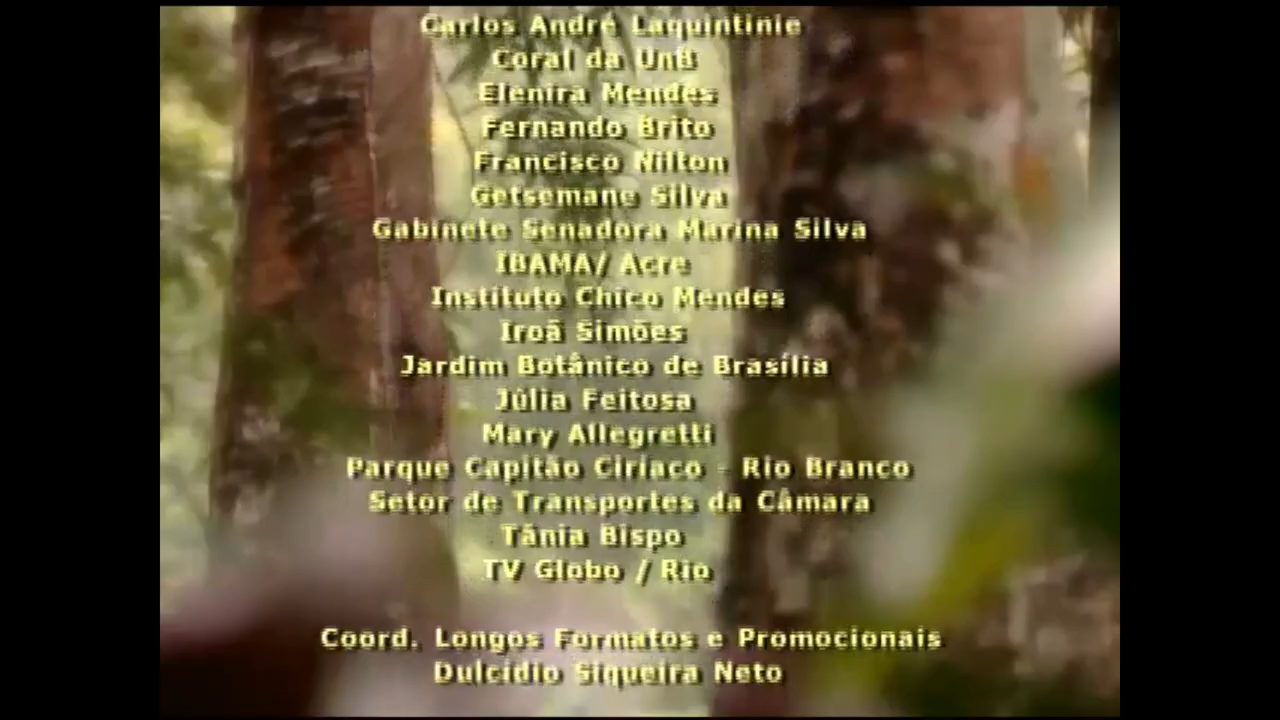 Carlos André Laquintinie
Coral da UnB
Elenira Mendes
Fernando Brito
Francisco Nilton
Getsemane Silva
Gabinete Senadora Marina Silva
IBAMA/ Acre
Instituto Chico Mendes
Iroã Simões
Jardim Botânico de Brasília
Júlia Feitosa
Mary Allegretti
Parque Capitão Ciríaco - Rio Branco
Setor de Transportes da Câmara
Tânia Bispo
TV Globo / Rio
Coord. Longos Formatos e Promocionais
Dulcídio Siqueira Neto